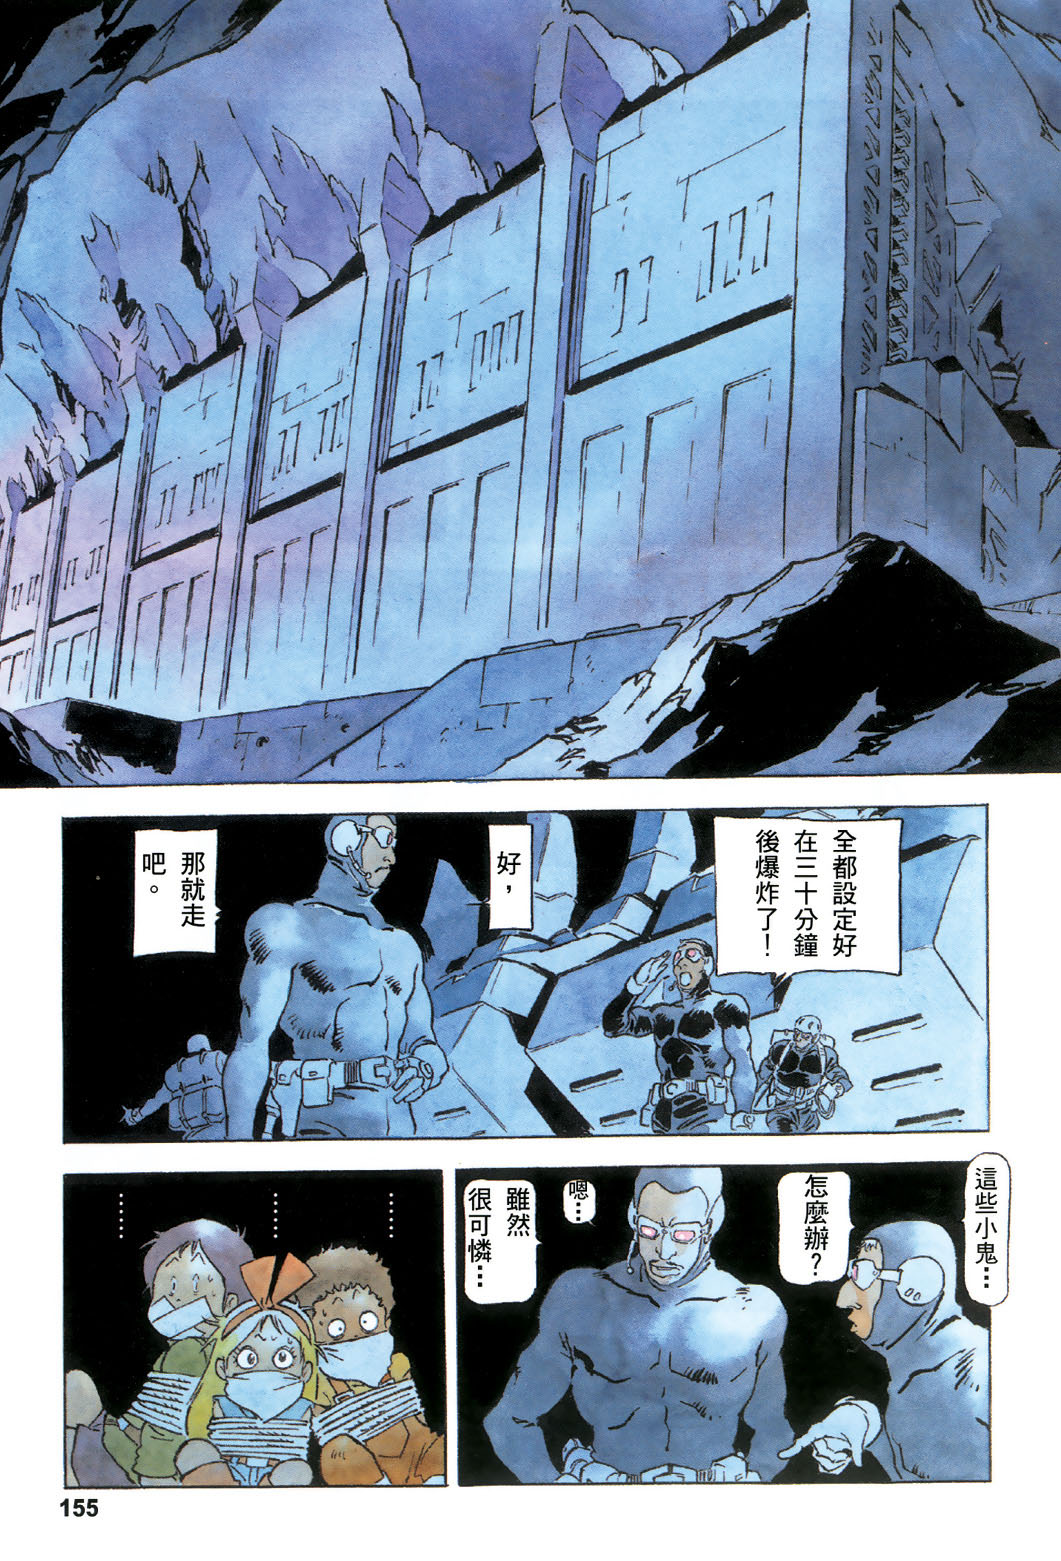 全都設定好
在三十分鐘
後爆炸了！
好，
那就走
吧。
這些小鬼…
怎麼辦？
嗯…
雖然
很可憐…
……
……
……
155